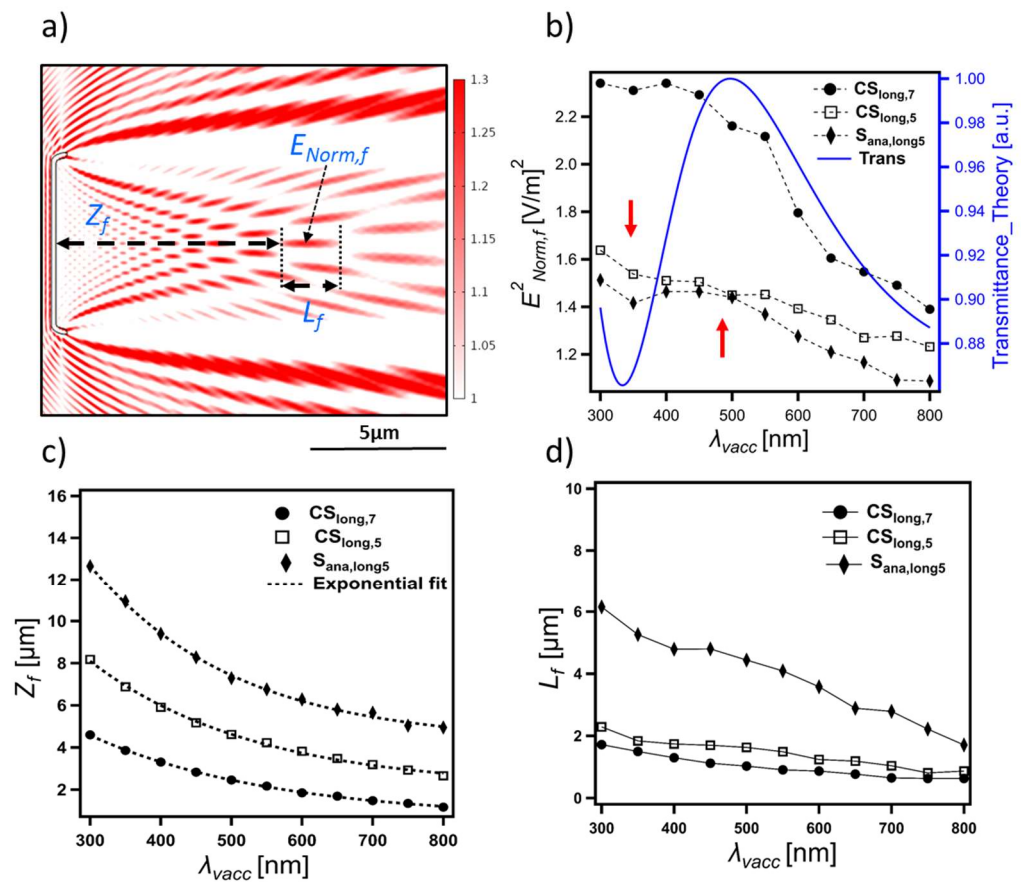 a)
E_Norm,f
Z_f
L_f
1.3
1.25
1.2
1.15
1.1
1.05
1
5µm
b)
E²_Norm,f [V/m]²
2.2
2.0
1.8
1.6
1.4
1.2
CS_long,7
CS_long,5
S_ana,long5
Trans
1.00
0.98
0.96
0.94
0.92
0.90
0.88
Transmittance_Theory [a.u.]
300 400 500 600 700 800
λ_vacc [nm]
c)
Z_f [µm]
16
14
12
10
8
6
4
2
CS_long,7
CS_long,5
S_ana,long5
Exponential fit
300 400 500 600 700 800
λ_vacc [nm]
d)
L_f [µm]
10
8
6
4
2
0
CS_long,7
CS_long,5
S_ana,long5
300 400 500 600 700 800
λ_vacc [nm]